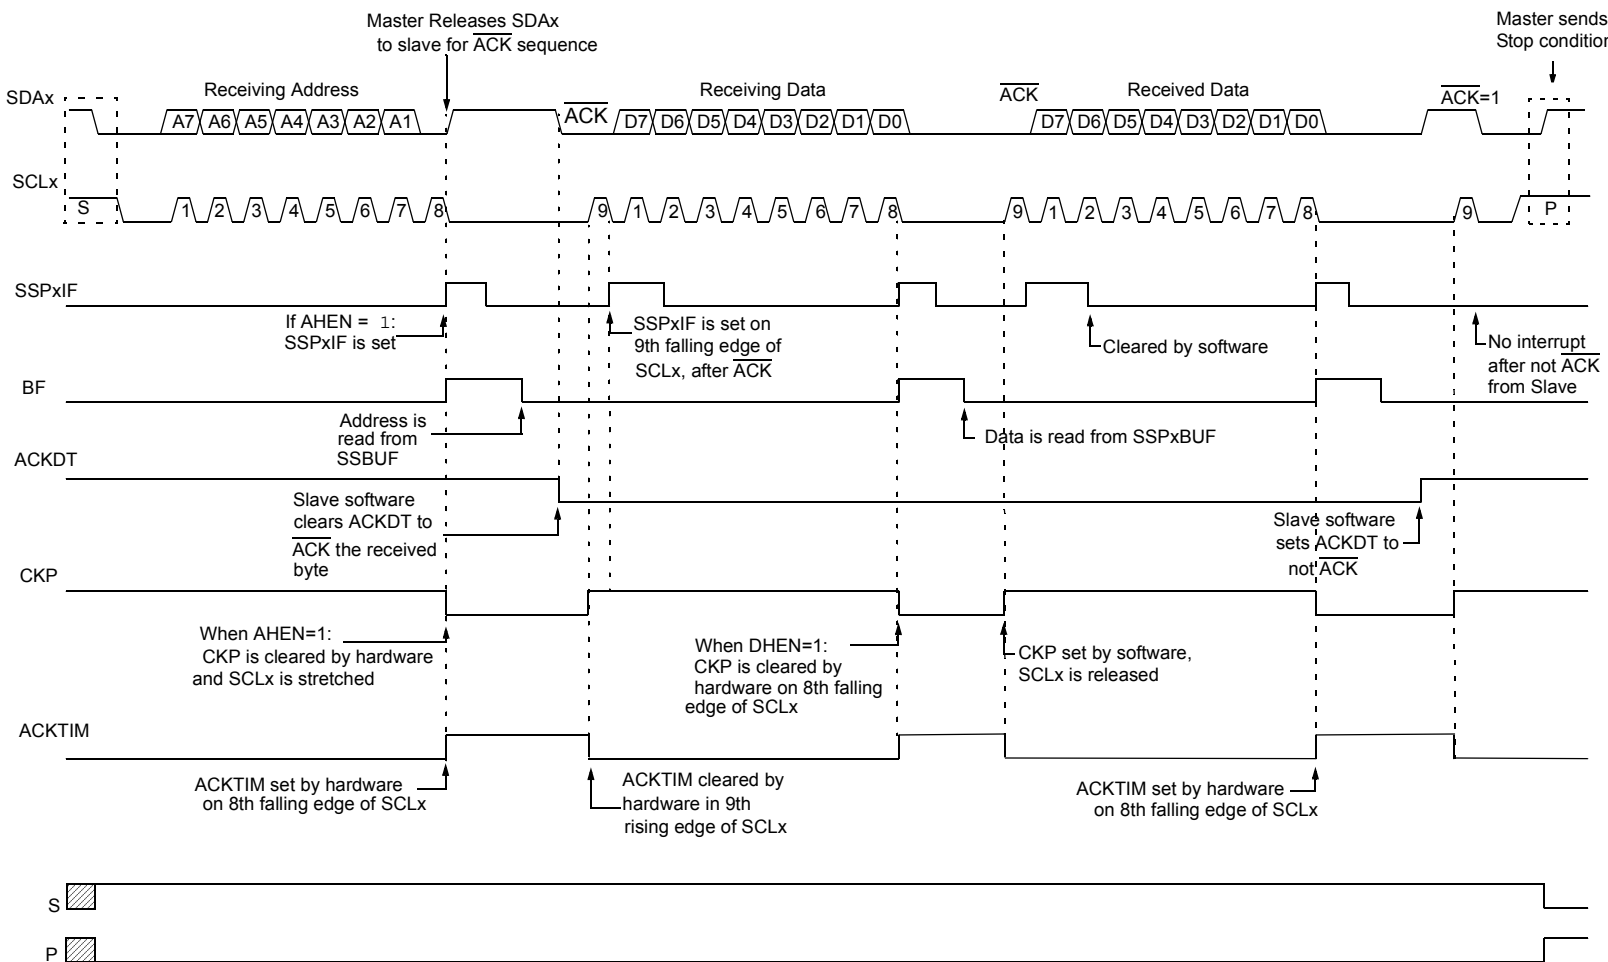 Master Releases SDAx
to slave for ACK sequence
Master sends
Stop condition
SDAx
Receiving Address
ACK
Receiving Data
ACK
Received Data
ACK=1
A7 A6 A5 A4 A3 A2 A1
D7 D6 D5 D4 D3 D2 D1 D0
D7 D6 D5 D4 D3 D2 D1 D0
SCLx
S
1 2 3 4 5 6 7 8
9 1 2 3 4 5 6 7 8
9 1 2 3 4 5 6 7 8
9
P
SSPxIF
If AHEN = 1:
SSPxIF is set
SSPxIF is set on
9th falling edge of
SCLx, after ACK
Cleared by software
No interrupt
after not ACK
from Slave
BF
Address is
read from
SSBUF
Data is read from SSPxBUF
ACKDT
Slave software
clears ACKDT to
ACK the received
byte
Slave software
sets ACKDT to
not ACK
CKP
When AHEN=1:
CKP is cleared by hardware
and SCLx is stretched
When DHEN=1:
CKP is cleared by
hardware on 8th falling
edge of SCLx
CKP set by software,
SCLx is released
ACKTIM
ACKTIM set by hardware
on 8th falling edge of SCLx
ACKTIM cleared by
hardware in 9th
rising edge of SCLx
ACKTIM set by hardware
on 8th falling edge of SCLx
S
P